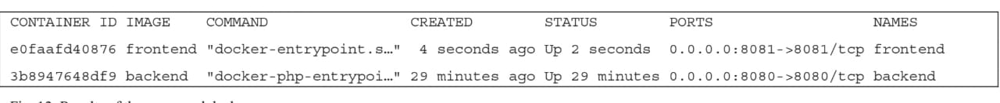 CONTAINER ID IMAGE COMMAND CREATED STATUS PORTS NAMES
e0faafd40876 frontend "docker-entrypoint.s…" 4 seconds ago Up 2 seconds 0.0.0.0:8081->8081/tcp frontend
3b8947648df9 backend "docker-php-entrypoi…" 29 minutes ago Up 29 minutes 0.0.0.0:8080->8080/tcp backend